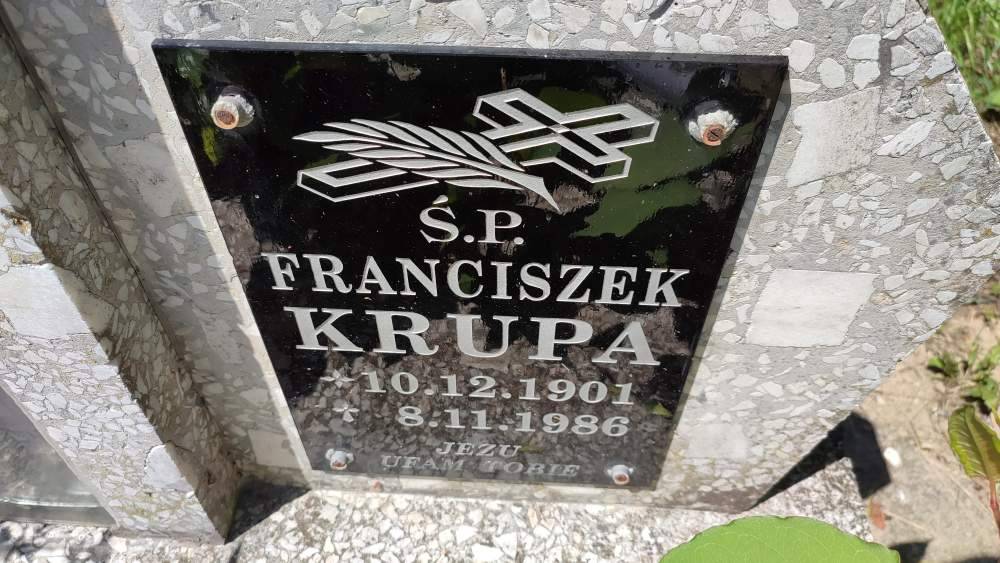 Ś.P.
FRANCISZEK
KRUPA
* 10.12.1901
✝ 8.11.1986
JEZU
UFAM TOBIE